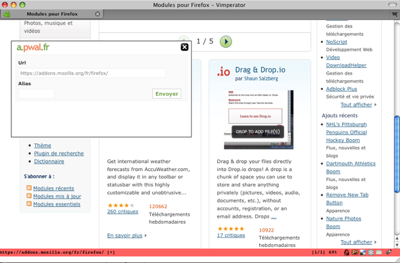 Modules pour Firefox - Vimperator
Modules pour Firefox
Photos, musique et
vidéos
a.pwal.fr
Url
https://addons.mozilla.org/fr/firefox/
Alias
Envoyer
Thème
Plugin de recherche
Dictionnaire
S'abonner à :
Modules récents
Modules mis à jour
Modules essentiels
1 / 5
Get international weather
forecasts from AccuWeather.com,
and display it in any toolbar or
statusbar with this highly
customizable and unobtrusive...
260 critiques
120662
Téléchargements
hebdomadaires
En savoir plus
.io
Drag & Drop.io
par Shaun Salzberg
DROP TO ADD FILE(S)
Drag & drop your files directly
into Drop.io drops! A drop is a
chunk of space you can use to
store and share anything
privately (pictures, videos, audio,
documents, etc.), without
accounts, registration, or an
email address. Drops ...
17 critiques
10922
Téléchargements
hebdomadaires
Gestion des
téléchargements
NoScript
Développement Web
Video
DownloadHelper
Gestion des
téléchargements
Adblock Plus
Sécurité et vie privée
Tout afficher
Ajouts récents
NHL's Pittsburgh
Penguins Official
Hockey Boom
Flux, nouvelles et
blogs
Dartmouth Athletics
Boom
Flux, nouvelles et
blogs
Remove New Tab
Button
Apparence
Nature Photos
Boom
Apparence
Tout afficher
https://addons.mozilla.org/fr/firefox/ [+]
[1/1] 69%